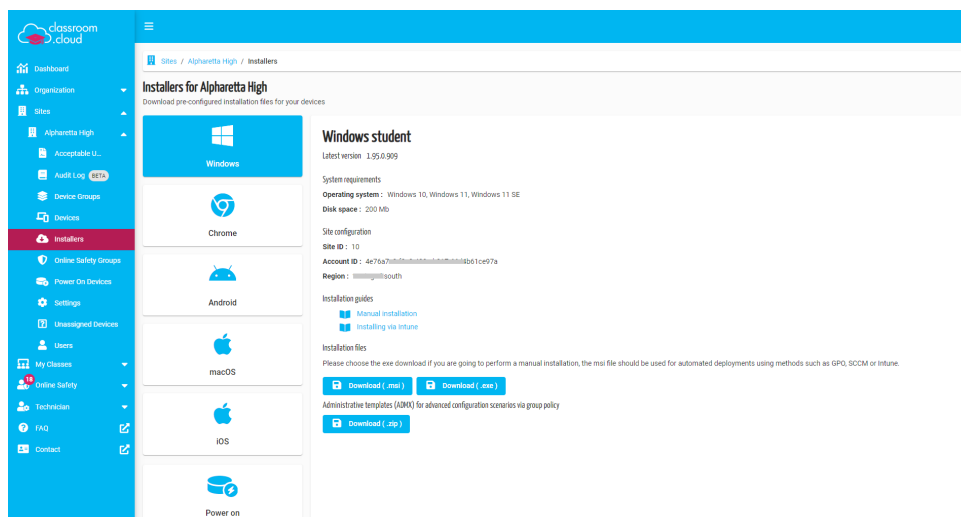 classroom
.cloud
Dashboard
Organization
Sites
Alpharetta High
Acceptable U...
Audit Log BETA
Device Groups
Devices
Installers
Online Safety Groups
Power On Devices
Settings
Unassigned Devices
Users
My Classes
18
Online Safety
Technician
FAQ
Contact
Sites / Alpharetta High / Installers
Installers for Alpharetta High
Download pre-configured installation files for your devices
Windows
Chrome
Android
macOS
iOS
Power on
Windows student
Latest version 1.95.0.909
System requirements
Operating system : Windows 10, Windows 11, Windows 11 SE
Disk space : 200 Mb
Site configuration
Site ID : 10
Account ID : 4e76a7 4b61ce97a
Region : south
Installation guides
Manual installation
Installing via Intune
Installation files
Please choose the exe download if you are going to perform a manual installation, the msi file should be used for automated deployments using methods such as GPO, SCCM or Intune.
Download ( .msi ) Download ( .exe )
Administrative templates (ADMX) for advanced configuration scenarios via group policy
Download ( .zip )